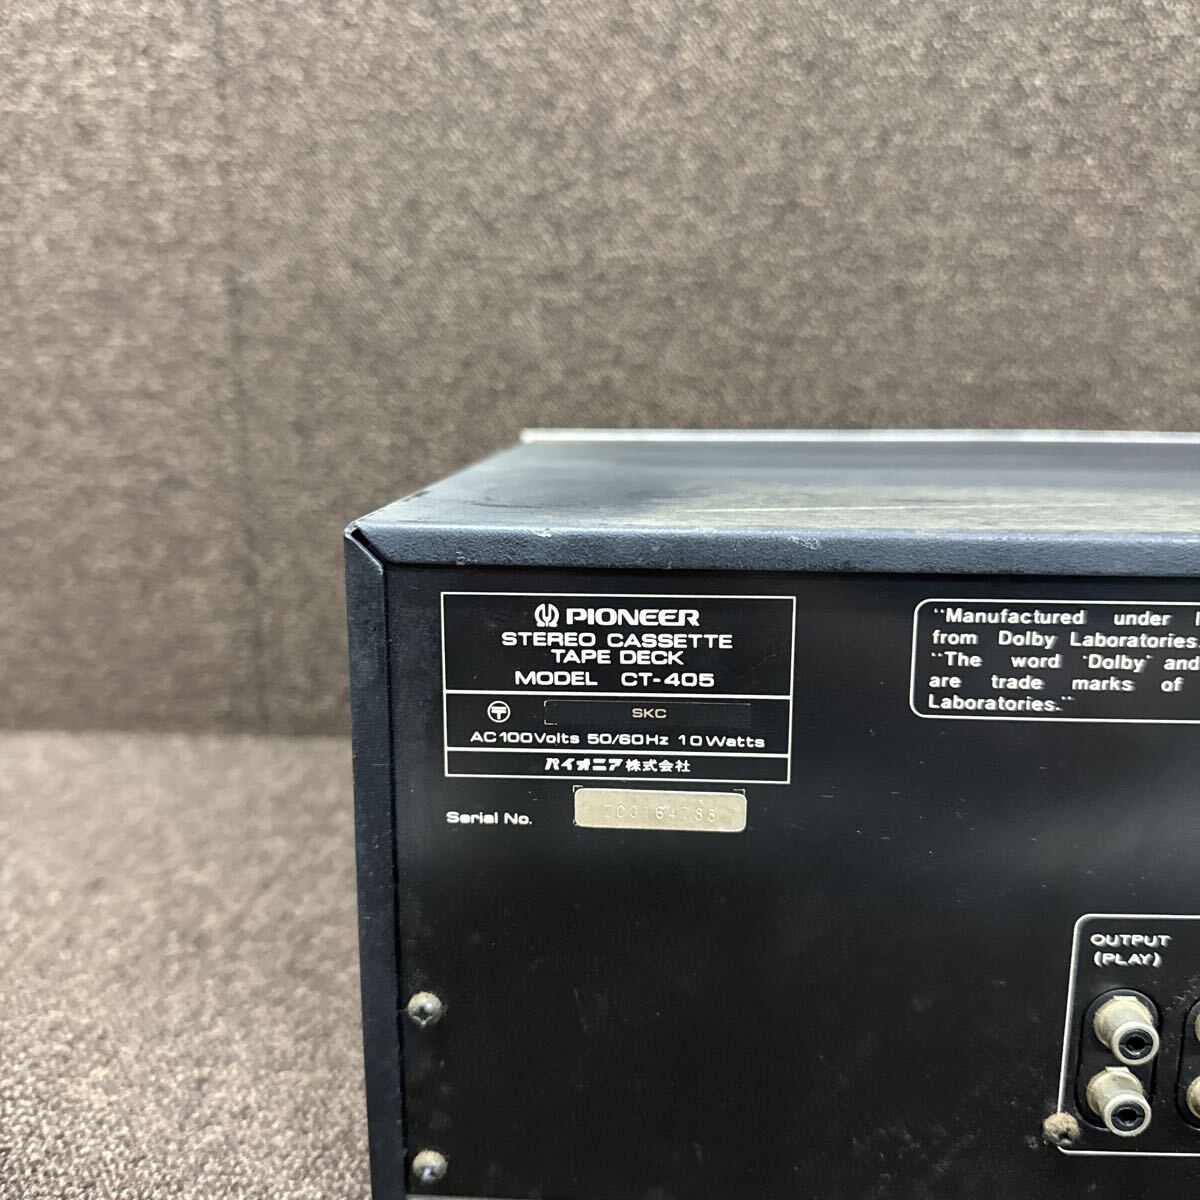 PIONEER
STEREO CASSETTE
TAPE DECK
MODEL CT-405
〒
SKC
AC100Volts 50/60Hz 10Watts
パイオニア株式会社
Serial No.
"Manufactured under
from Dolby Laboratories.
"The word "Dolby" and
are trade marks of
Laboratories."
OUTPUT
(PLAY)